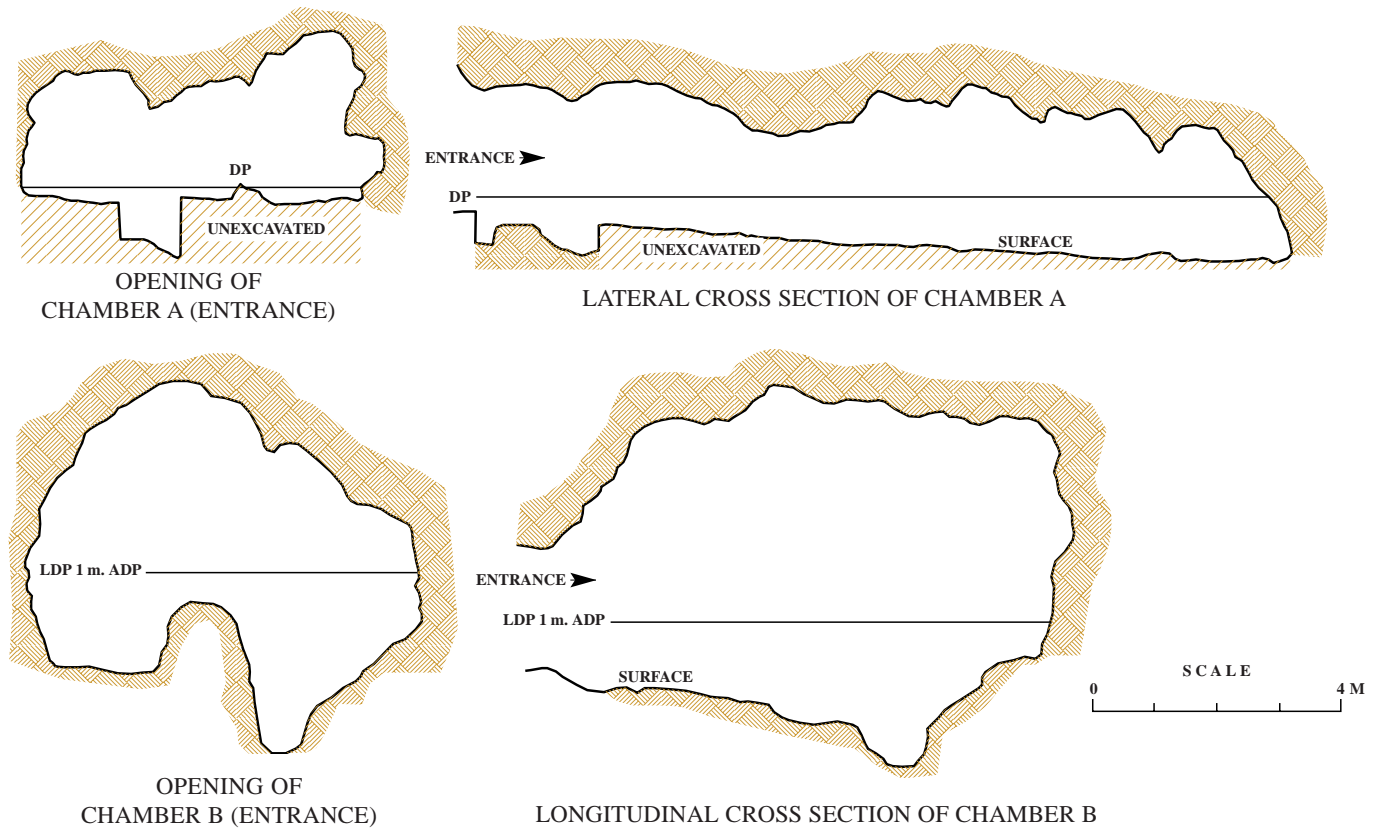 DP
UNEXCAVATED
OPENING OF
CHAMBER A (ENTRANCE)
ENTRANCE
DP
UNEXCAVATED
SURFACE
LATERAL CROSS SECTION OF CHAMBER A
LDP 1 m. ADP
OPENING OF
CHAMBER B (ENTRANCE)
ENTRANCE
LDP 1 m. ADP
SURFACE
LONGITUDINAL CROSS SECTION OF CHAMBER B
SCALE
0 4 M